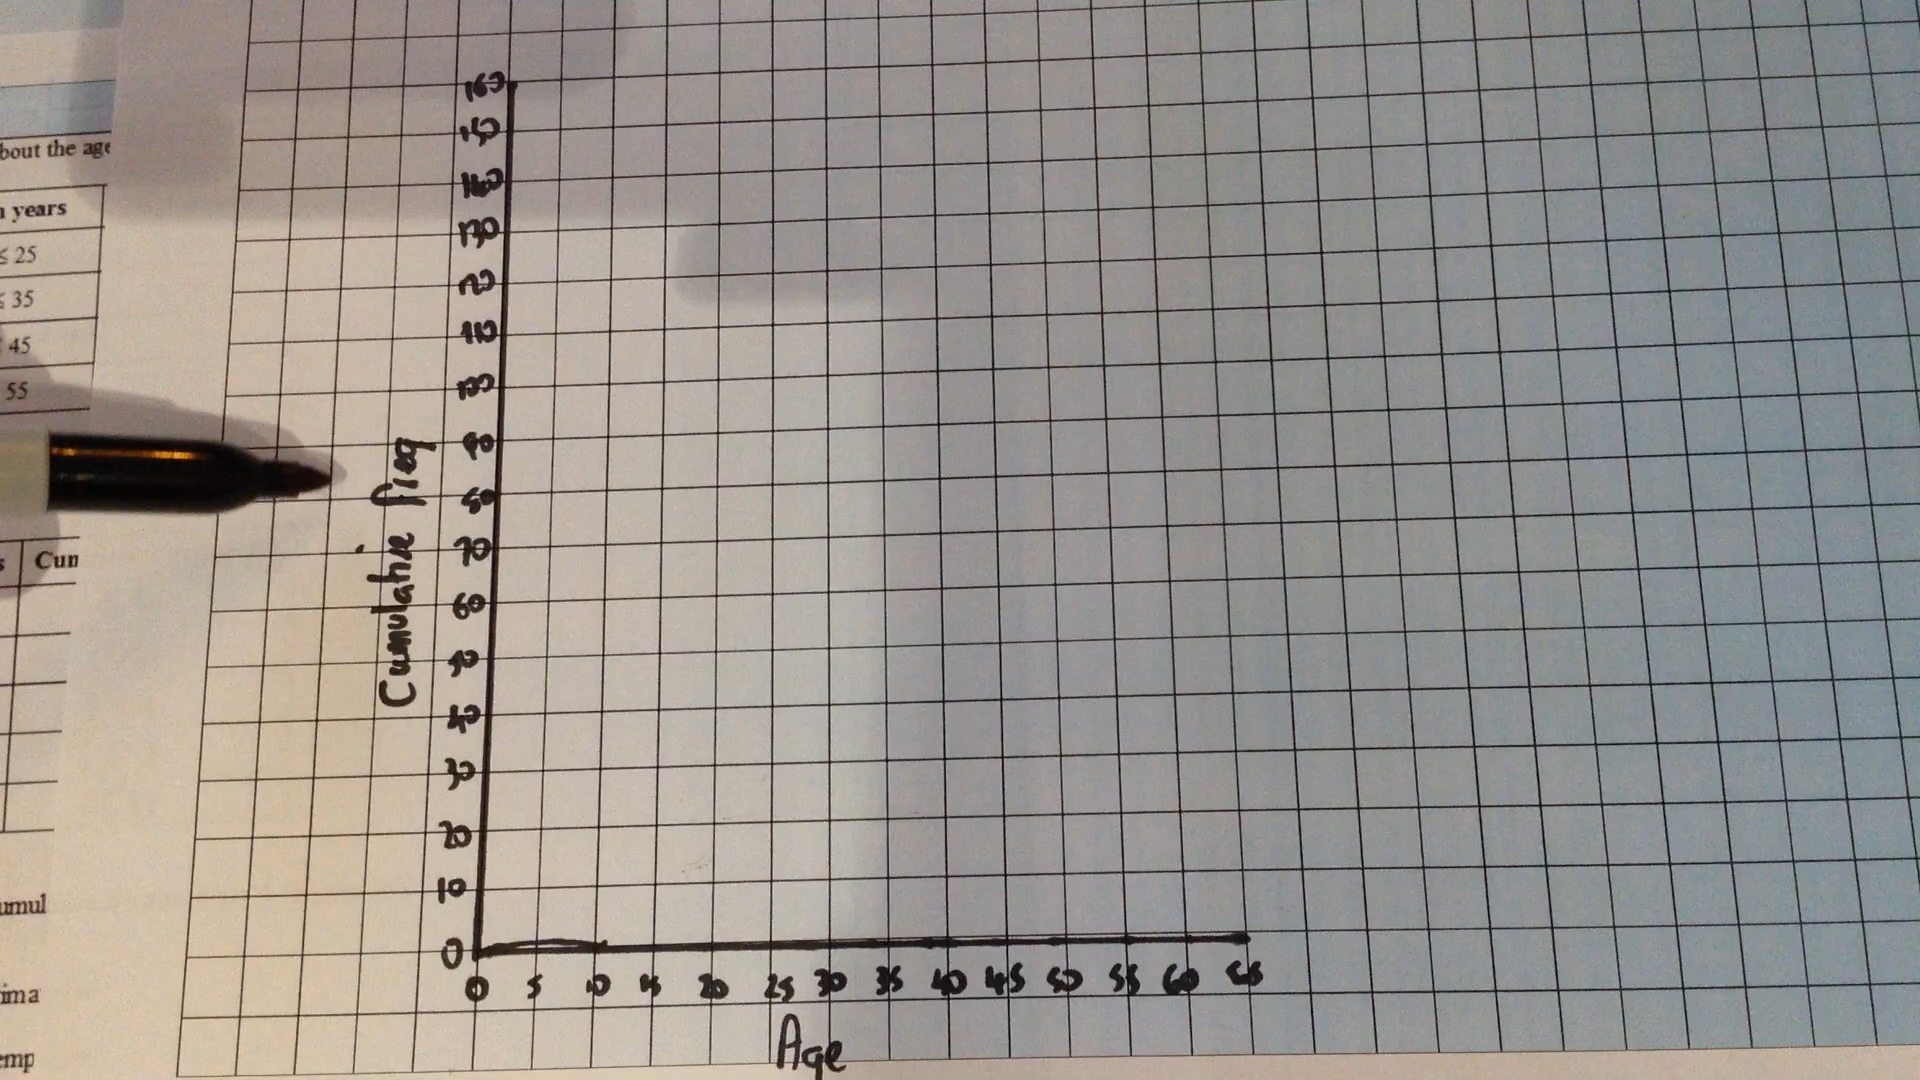 bout the age
n years
≤ 25
≤ 35
45
55
s Cun
umul
ima
emp
160
150
140
130
120
110
100
90
80
70
60
50
40
30
20
10
0
Cumulative freq
0 5 10 15 20 25 30 35 40 45 50 55 60 65
Age